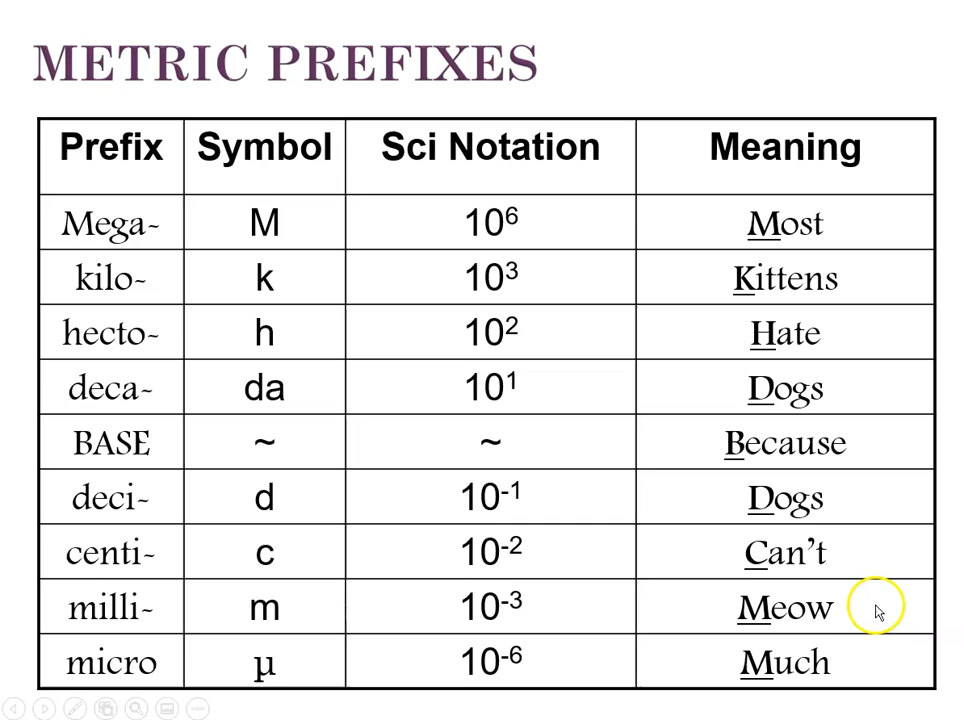 METRIC PREFIXES
Prefix Symbol Sci Notation Meaning
Mega- M 10⁶ Most
kilo- k 10³ Kittens
hecto- h 10² Hate
deca- da 10¹ Dogs
BASE ~ ~ Because
deci- d 10⁻¹ Dogs
centi- c 10⁻² Can't
milli- m 10⁻³ Meow
micro µ 10⁻⁶ Much